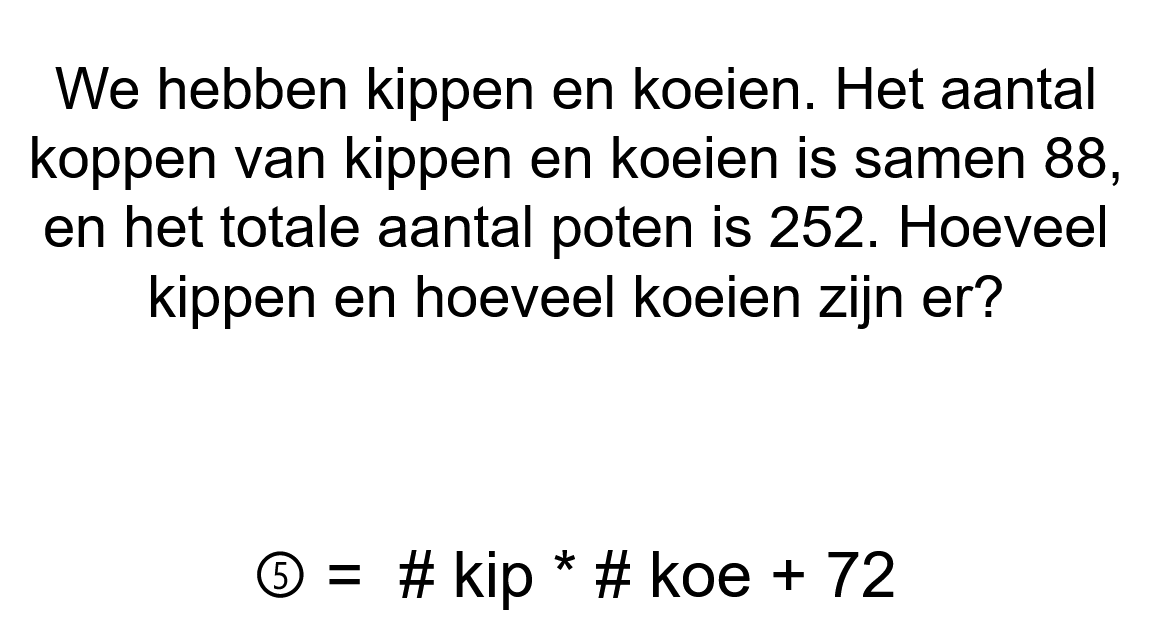 We hebben kippen en koeien. Het aantal
koppen van kippen en koeien is samen 88,
en het totale aantal poten is 252. Hoeveel
kippen en hoeveel koeien zijn er?
⑤ = # kip * # koe + 72